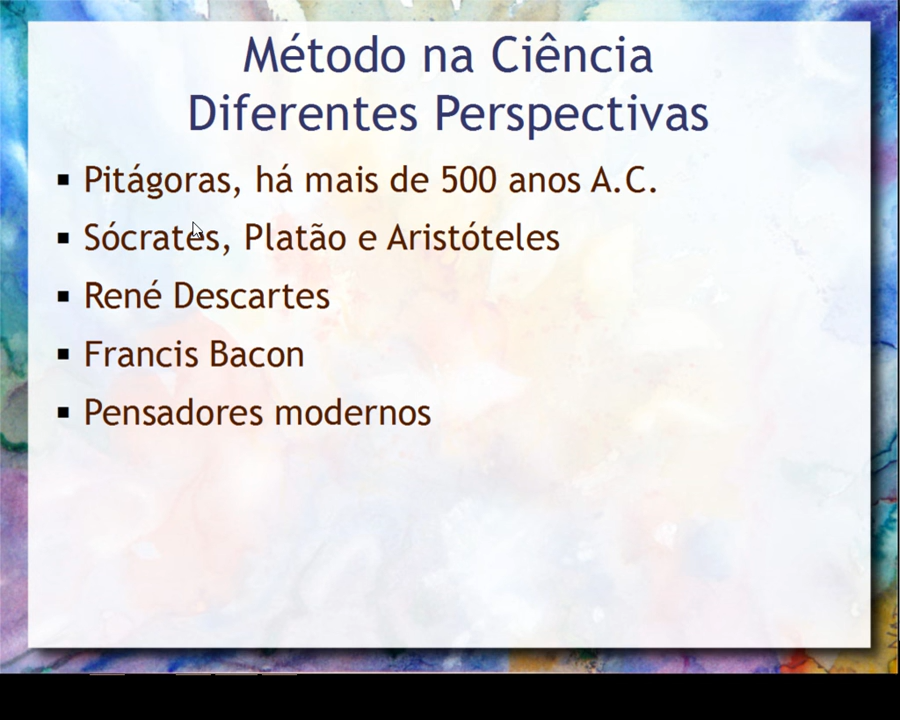 Método na Ciência
Diferentes Perspectivas
Pitágoras, há mais de 500 anos A.C.
Sócrates, Platão e Aristóteles
René Descartes
Francis Bacon
Pensadores modernos